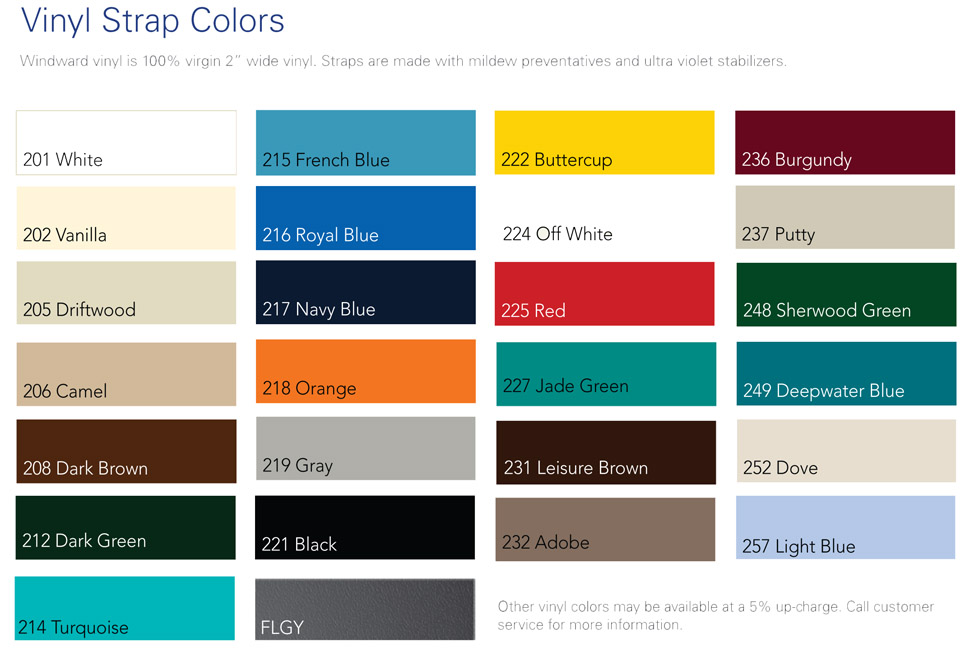 Vinyl Strap Colors
Windward vinyl is 100% virgin 2” wide vinyl. Straps are made with mildew preventatives and ultra violet stabilizers.
201 White
202 Vanilla
205 Driftwood
206 Camel
208 Dark Brown
212 Dark Green
214 Turquoise
215 French Blue
216 Royal Blue
217 Navy Blue
218 Orange
219 Gray
221 Black
FLGY
222 Buttercup
224 Off White
225 Red
227 Jade Green
231 Leisure Brown
232 Adobe
236 Burgundy
237 Putty
248 Sherwood Green
249 Deepwater Blue
252 Dove
257 Light Blue
Other vinyl colors may be available at a 5% up-charge. Call customer
service for more information.